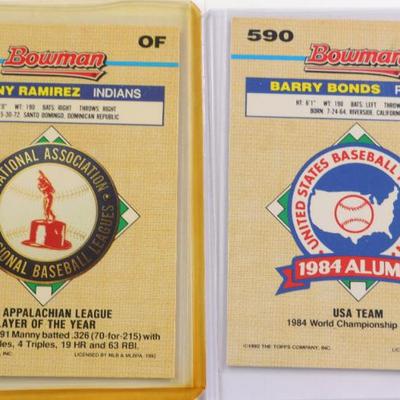 Bowman OF
NY RAMIREZ INDIANS
WT: 190 BATS: RIGHT THROWS: RIGHT
-30-72, SANTO DOMINGO, DOMINICAN REPUBLIC
NATIONAL ASSOCIATION
SIONAL BASEBALL LEAGUES
APPALACHIAN LEAGUE
LAYER OF THE YEAR
91 Manny batted .326 (70-for-215) with
les, 4 Triples, 19 HR and 63 RBI.
INC. LICENSED BY MLB & MLBPA, 1992
590
Bowman
BARRY BONDS
HT: 6'1" WT: 190 BATS: LEFT THROWS
BORN: 7-24-64, RIVERSIDE, CALIFORNI
UNITED STATES BASEBALL
1984 ALUM
USA TEAM
1984 World Championship
©1992 THE TOPPS COMPANY, INC. LICENSE